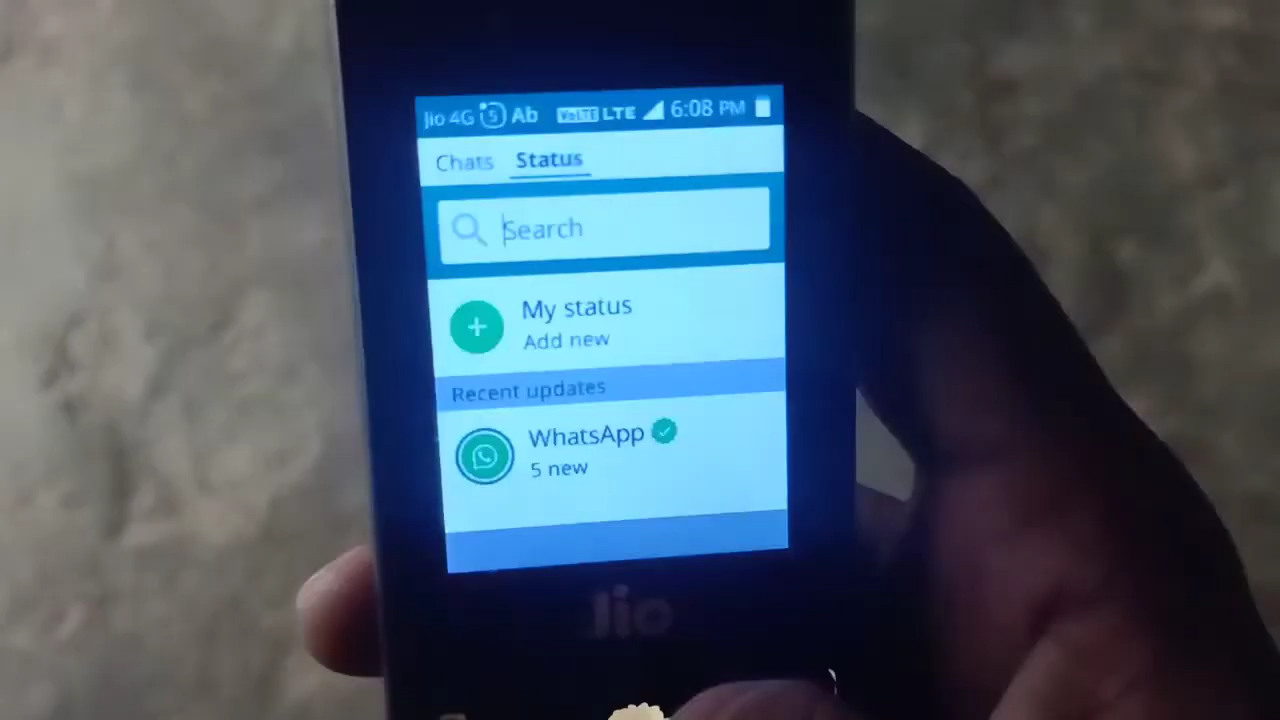 Jio 4G 5 Ab VoLTE LTE 6:08 PM
Chats Status
Search
My status
Add new
Recent updates
WhatsApp
5 new
Jio